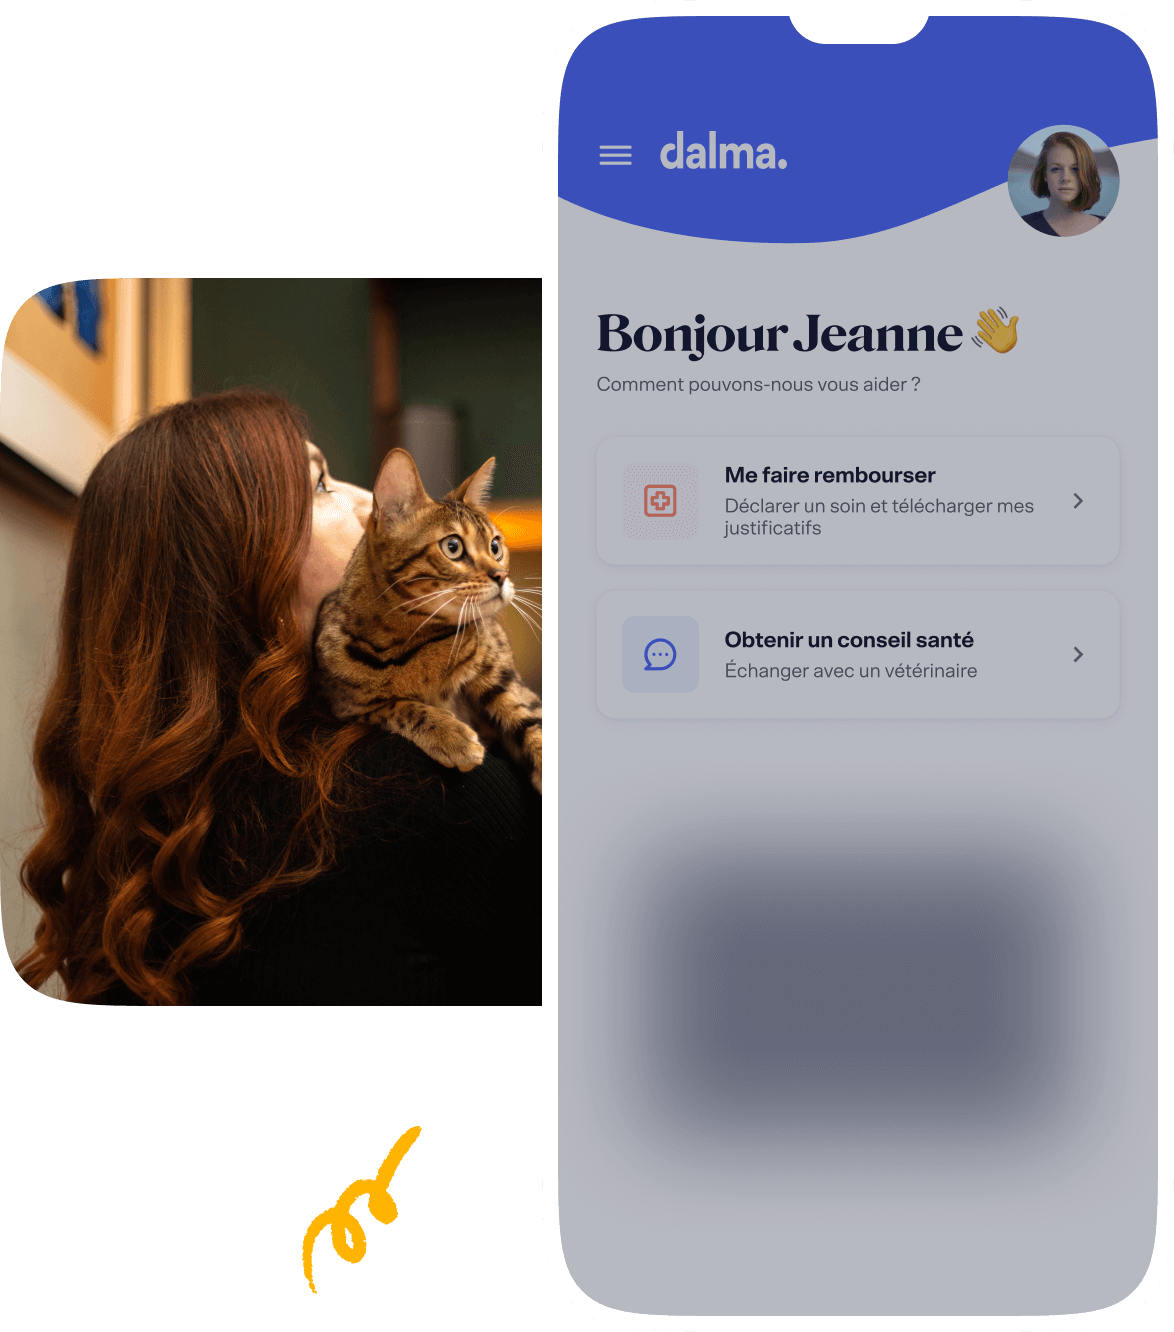 dalma.
Bonjour Jeanne 👋
Comment pouvons-nous vous aider ?
Me faire rembourser
Déclarer un soin et télécharger mes
justificatifs
Obtenir un conseil santé
Échanger avec un vétérinaire